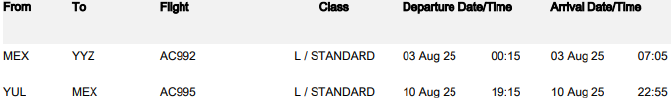 From To Flight Class Departure Date/Time Arrival Date/Time
MEX YYZ AC992 L / STANDARD 03 Aug 25 00:15 03 Aug 25 07:05
YUL MEX AC995 L / STANDARD 10 Aug 25 19:15 10 Aug 25 22:55